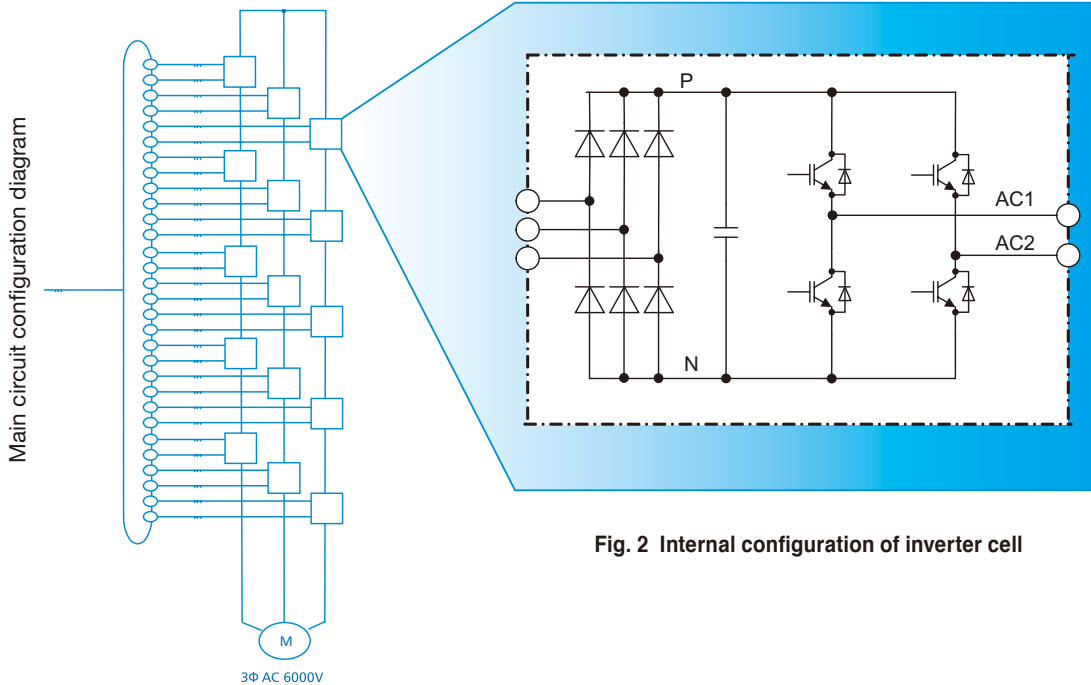 Main circuit configuration diagram
P
N
AC1
AC2
Fig. 2 Internal configuration of inverter cell
M
3Φ AC 6000V